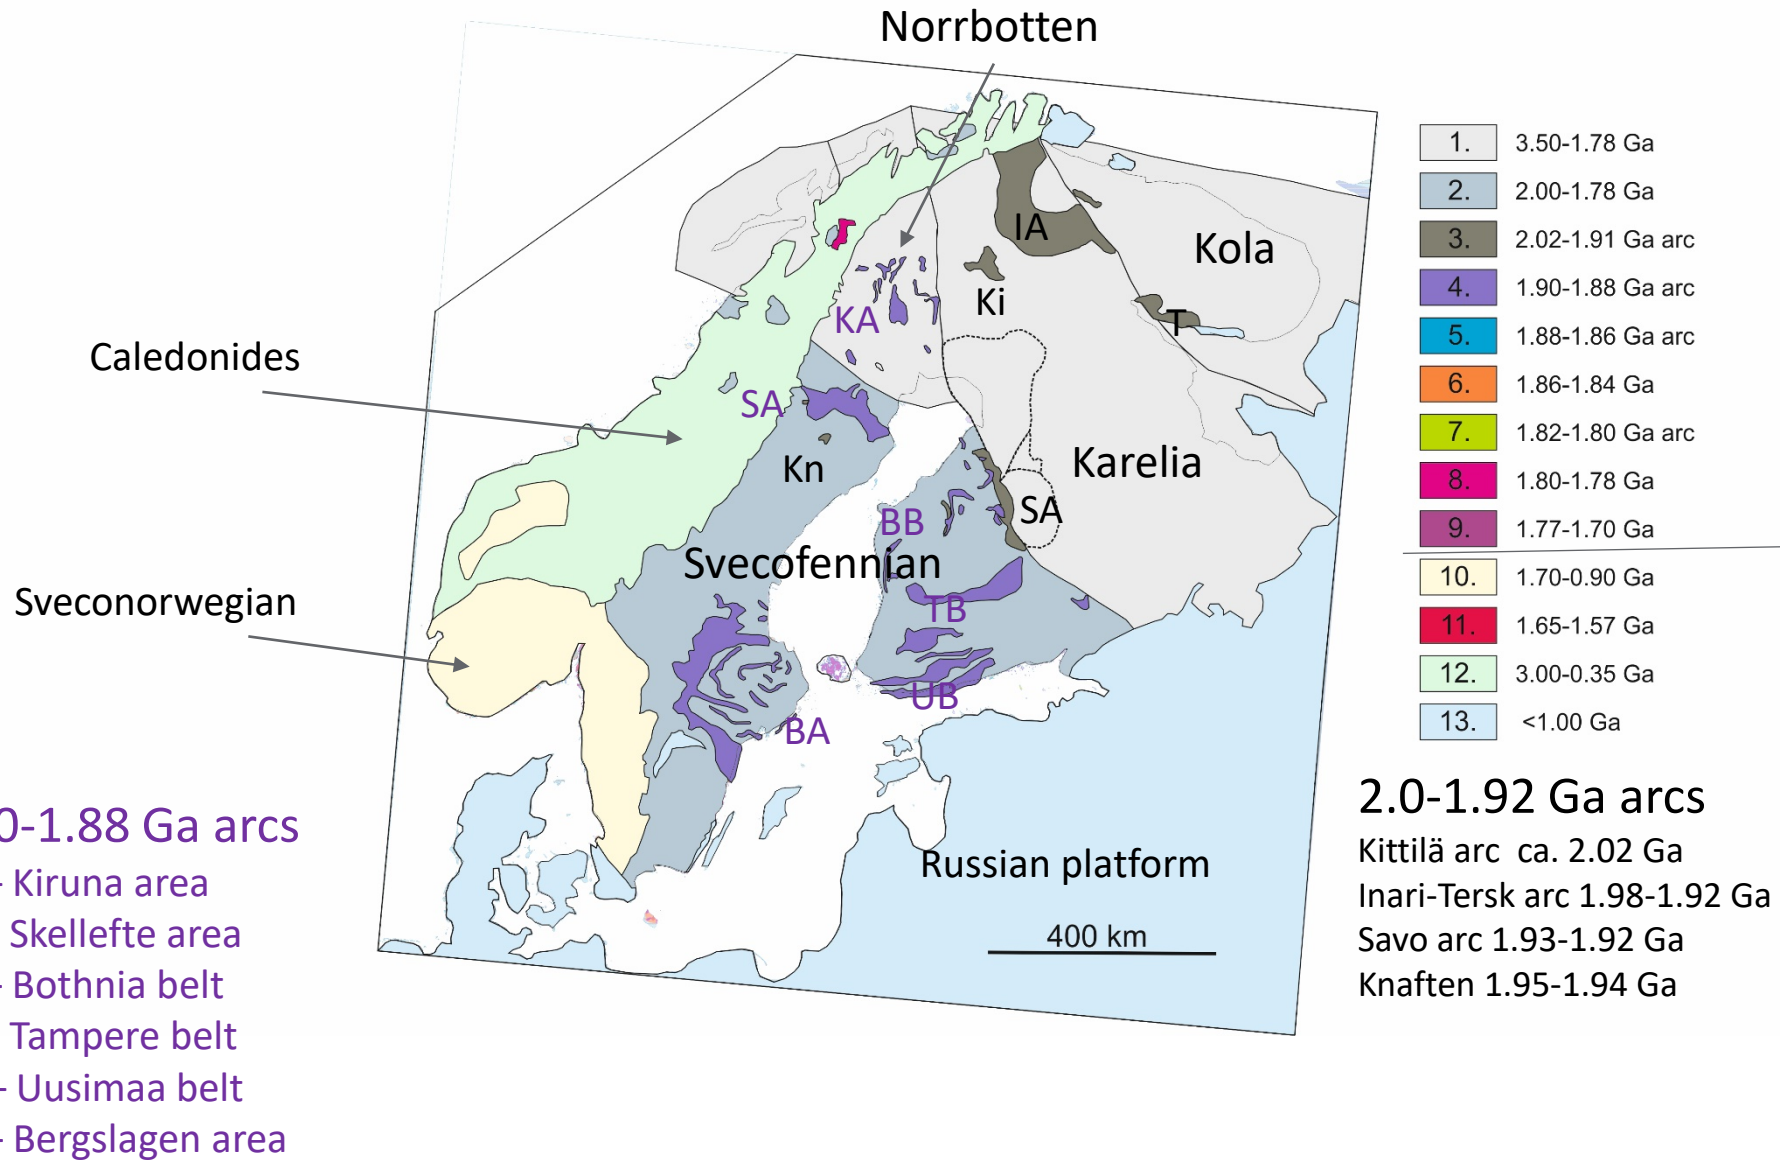 Norrbotten
Caledonides
Sveconorwegian
IA
Kola
Ki
KA
T
SA
Kn
Karelia
SA
BB
Svecofennian
TB
UB
BA
Russian platform
400 km
1. 3.50-1.78 Ga
2. 2.00-1.78 Ga
3. 2.02-1.91 Ga arc
4. 1.90-1.88 Ga arc
5. 1.88-1.86 Ga arc
6. 1.86-1.84 Ga
7. 1.82-1.80 Ga arc
8. 1.80-1.78 Ga
9. 1.77-1.70 Ga
10. 1.70-0.90 Ga
11. 1.65-1.57 Ga
12. 3.00-0.35 Ga
13. <1.00 Ga
0-1.88 Ga arcs
- Kiruna area
Skellefte area
- Bothnia belt
Tampere belt
- Uusimaa belt
- Bergslagen area
2.0-1.92 Ga arcs
Kittilä arc ca. 2.02 Ga
Inari-Tersk arc 1.98-1.92 Ga
Savo arc 1.93-1.92 Ga
Knaften 1.95-1.94 Ga